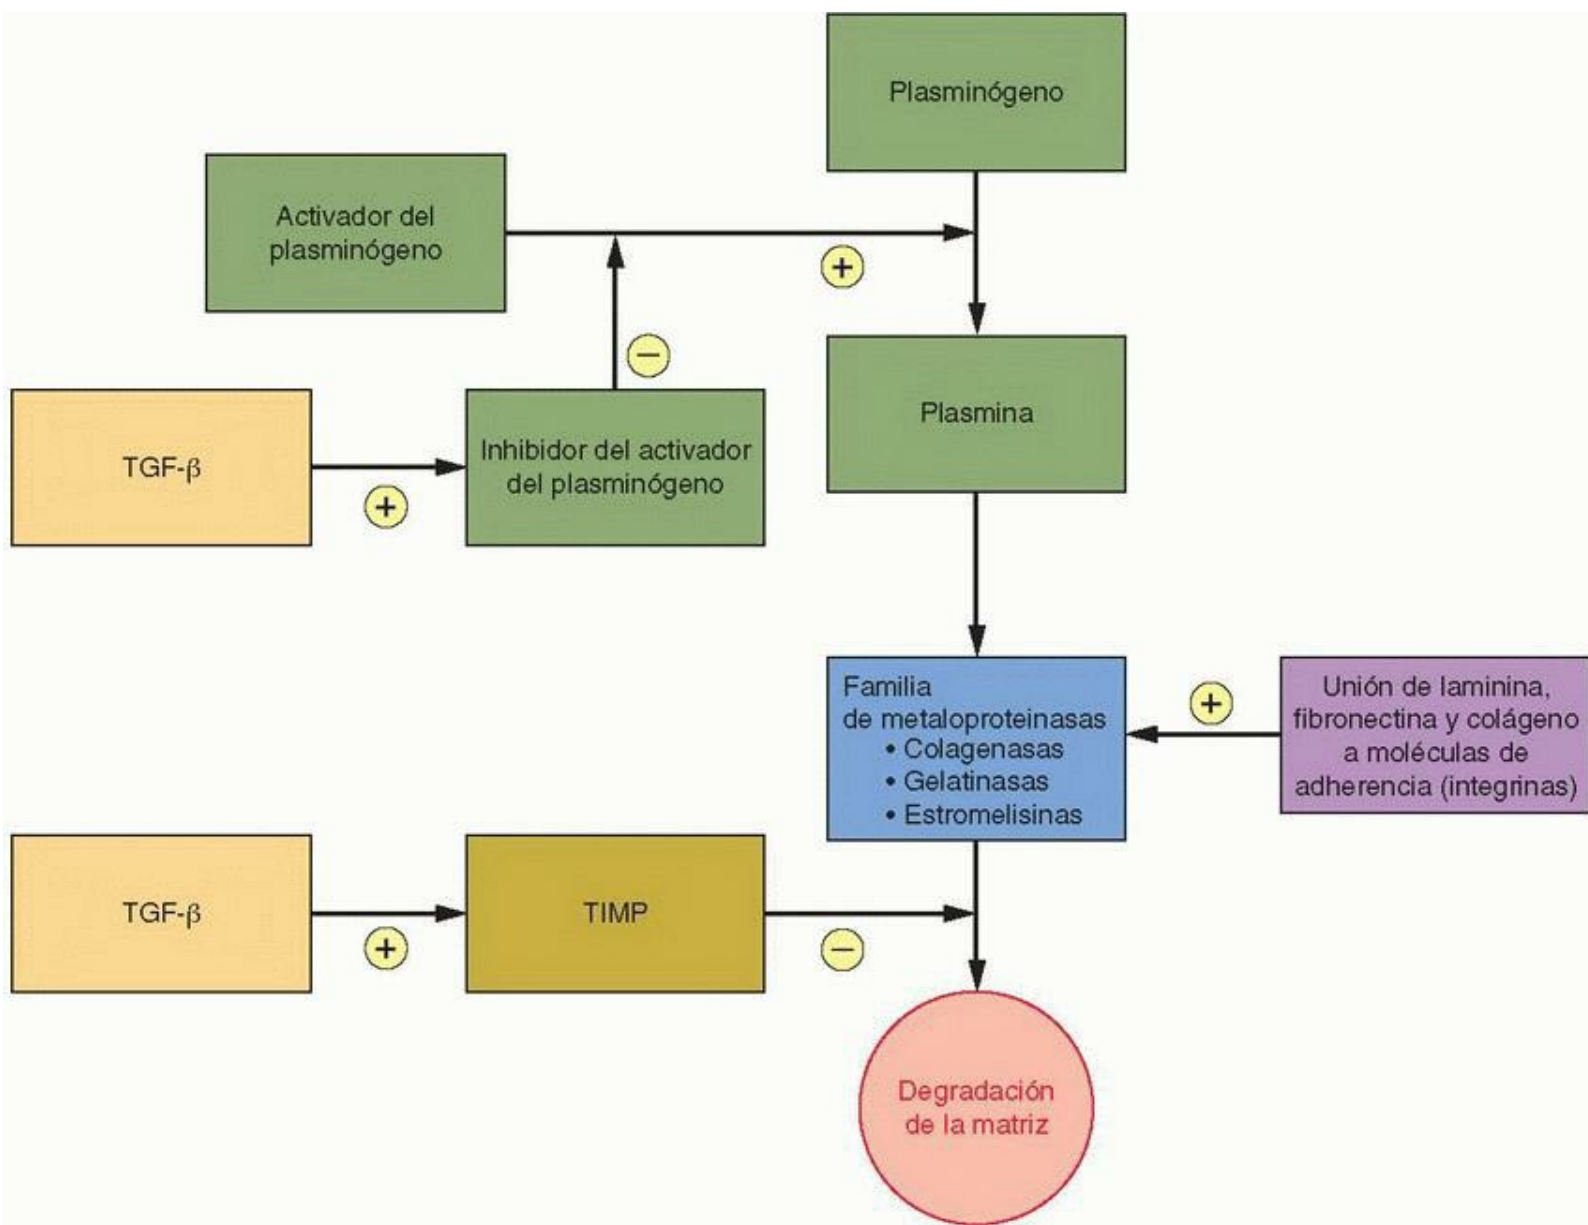 Plasminógeno
Activador del
plasminógeno
+
−
TGF-β
+
Inhibidor del activador
del plasminógeno
Plasmina
Familia
de metaloproteinasas
• Colagenasas
• Gelatinasas
• Estromelisinas
+
Unión de laminina,
fibronectina y colágeno
a moléculas de
adherencia (integrinas)
TGF-β
+
TIMP
−
Degradación
de la matriz